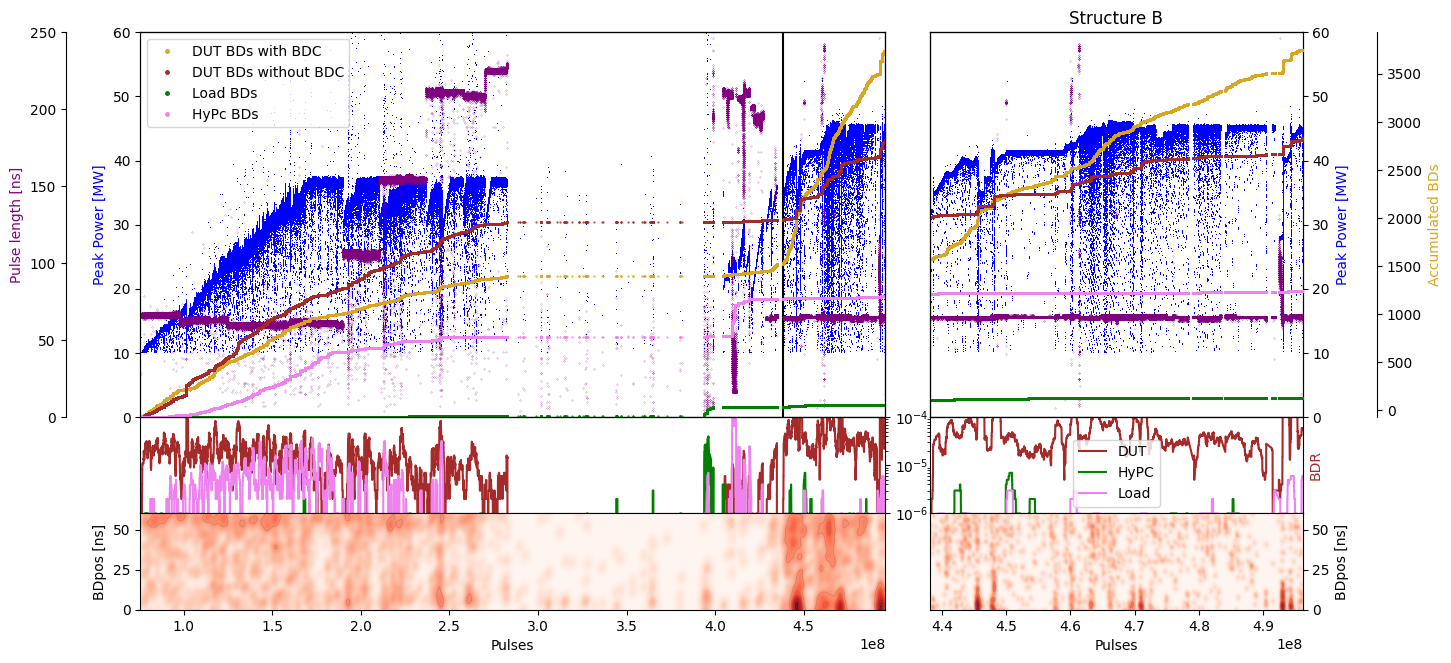 Structure B
250
200
150
100
50
0
Pulse length [ns]
60
50
40
30
20
10
0
Peak Power [MW]
DUT BDs with BDC
DUT BDs without BDC
Load BDs
HyPc BDs
60
50
40
30
20
10
0
Peak Power [MW]
3500
3000
2500
2000
1500
1000
500
0
Accumulated BDs
10⁻⁴
10⁻⁵
10⁻⁶
BDR
DUT
HyPC
Load
50
25
0
BDpos [ns]
50
25
0
BDpos [ns]
1.0 1.5 2.0 2.5 3.0 3.5 4.0 4.5
Pulses
1e8
4.4 4.5 4.6 4.7 4.8 4.9
Pulses
1e8